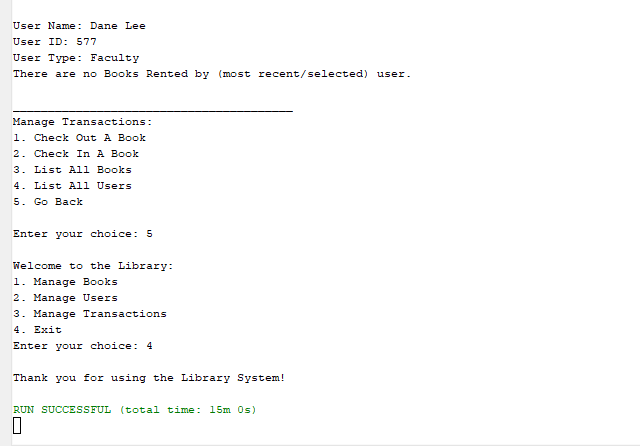 User Name: Dane Lee
User ID: 577
User Type: Faculty
There are no Books Rented by (most recent/selected) user.
________________________________________
Manage Transactions:
1. Check Out A Book
2. Check In A Book
3. List All Books
4. List All Users
5. Go Back
Enter your choice: 5
Welcome to the Library:
1. Manage Books
2. Manage Users
3. Manage Transactions
4. Exit
Enter your choice: 4
Thank you for using the Library System!
RUN SUCCESSFUL (total time: 15m 0s)